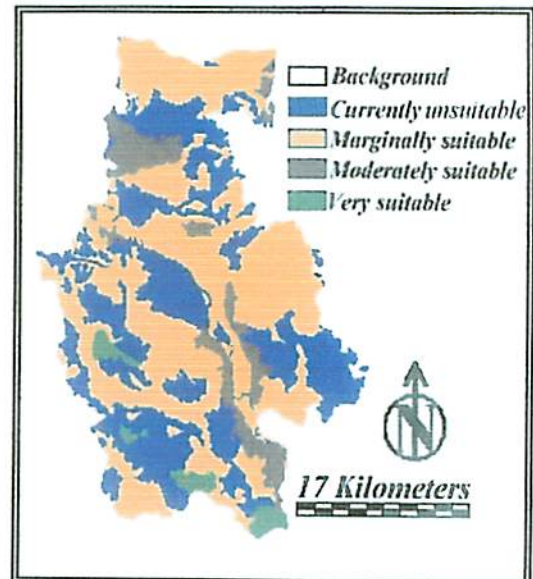 Background
Currently unsuitable
Marginally suitable
Moderately suitable
Very suitable
N
17 Kilometers